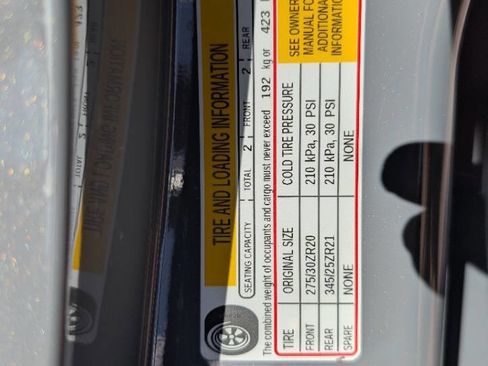 TIRE AND LOADING INFORMATION
SEATING CAPACITY TOTAL 2 FRONT 2 REAR
The combined weight of occupants and cargo must never exceed 192 kg or 423
TIRE ORIGINAL SIZE COLD TIRE PRESSURE SEE OWNER
FRONT 275/30ZR20 210 kPa, 30 PSI MANUAL FO
REAR 345/25ZR21 210 kPa, 30 PSI ADDITIONA
SPARE NONE NONE INFORMATION